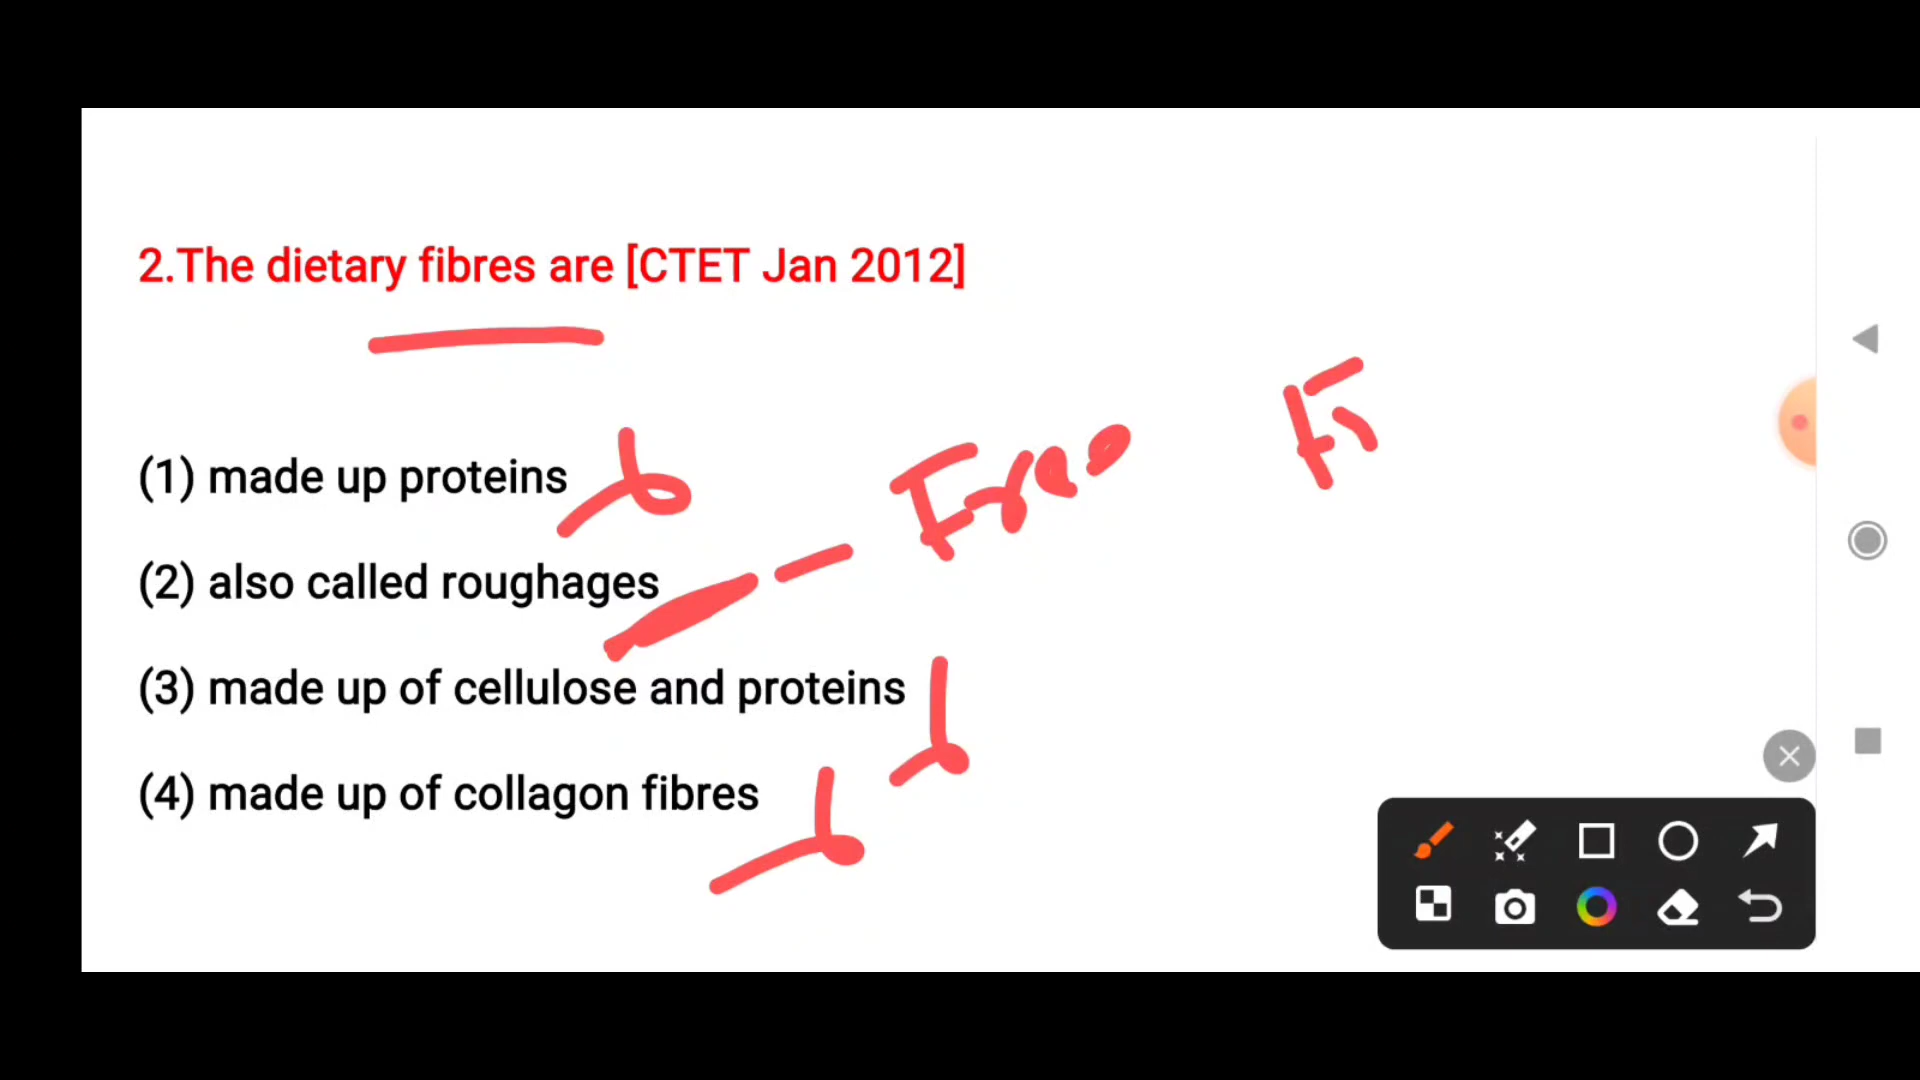 2.The dietary fibres are [CTET Jan 2012]
(1) made up proteins
(2) also called roughages
(3) made up of cellulose and proteins
(4) made up of collagon fibres